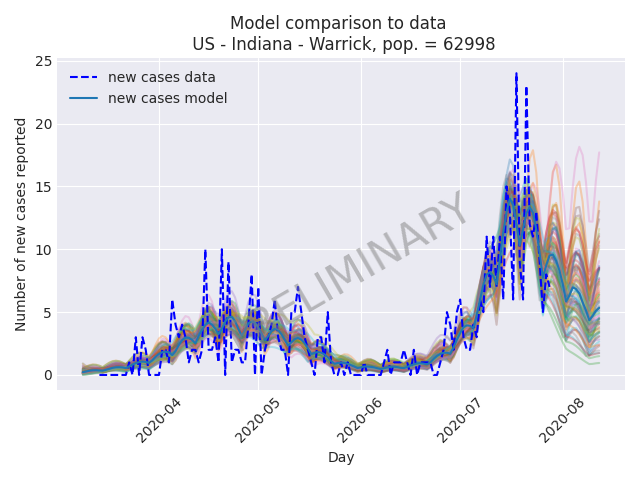 Model comparison to data
US - Indiana - Warrick, pop. = 62998
25
20
15
10
5
0
Number of new cases reported
new cases data
new cases model
2020-04
2020-05
2020-06
2020-07
2020-08
Day